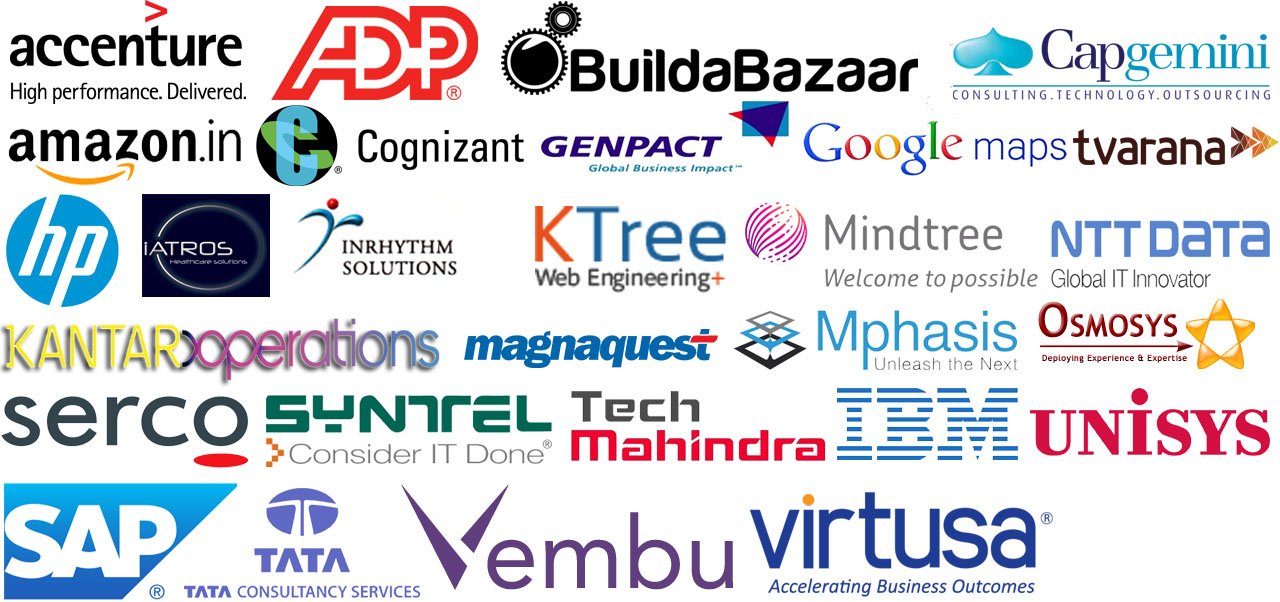 accenture
High performance. Delivered.
ADP®
BuildaBazaar
Capgemini
CONSULTING.TECHNOLOGY.OUTSOURCING
amazon.in
C® Cognizant
GENPACT
Global Business Impact℠
Google maps
tvarana
hp
iATROS
Healthcare solutions
INRHYTHM
SOLUTIONS
KTree
Web Engineering+
Mindtree
Welcome to possible
NTT DATA
Global IT Innovator
KANTAR operations
magnaquest
Mphasis
Unleash the Next
OSMOSYS
Deploying Experience & Expertise
serco
SYNTEL
Consider IT Done®
Tech
Mahindra
IBM
UNISYS
SAP®
TATA
TATA CONSULTANCY SERVICES
Vembu
virtusa®
Accelerating Business Outcomes